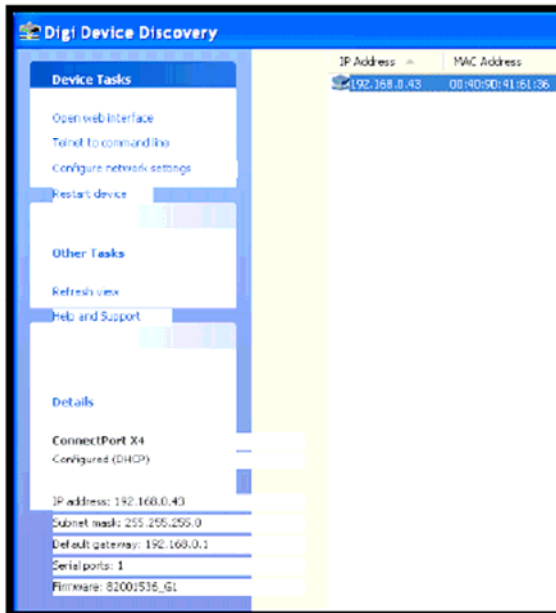 Digi Device Discovery
IP Address MAC Address
192.168.0.43 00:40:9D:41:61:36
Device Tasks
Open web interface
Telnet to command line
Configure network settings
Restart device
Other Tasks
Refresh view
Help and Support
Details
ConnectPort X4
Configured (DHCP)
IP address: 192.168.0.43
Subnet mask: 255.255.255.0
Default gateway: 192.168.0.1
Serial ports: 1
Firmware: 82001536_G1